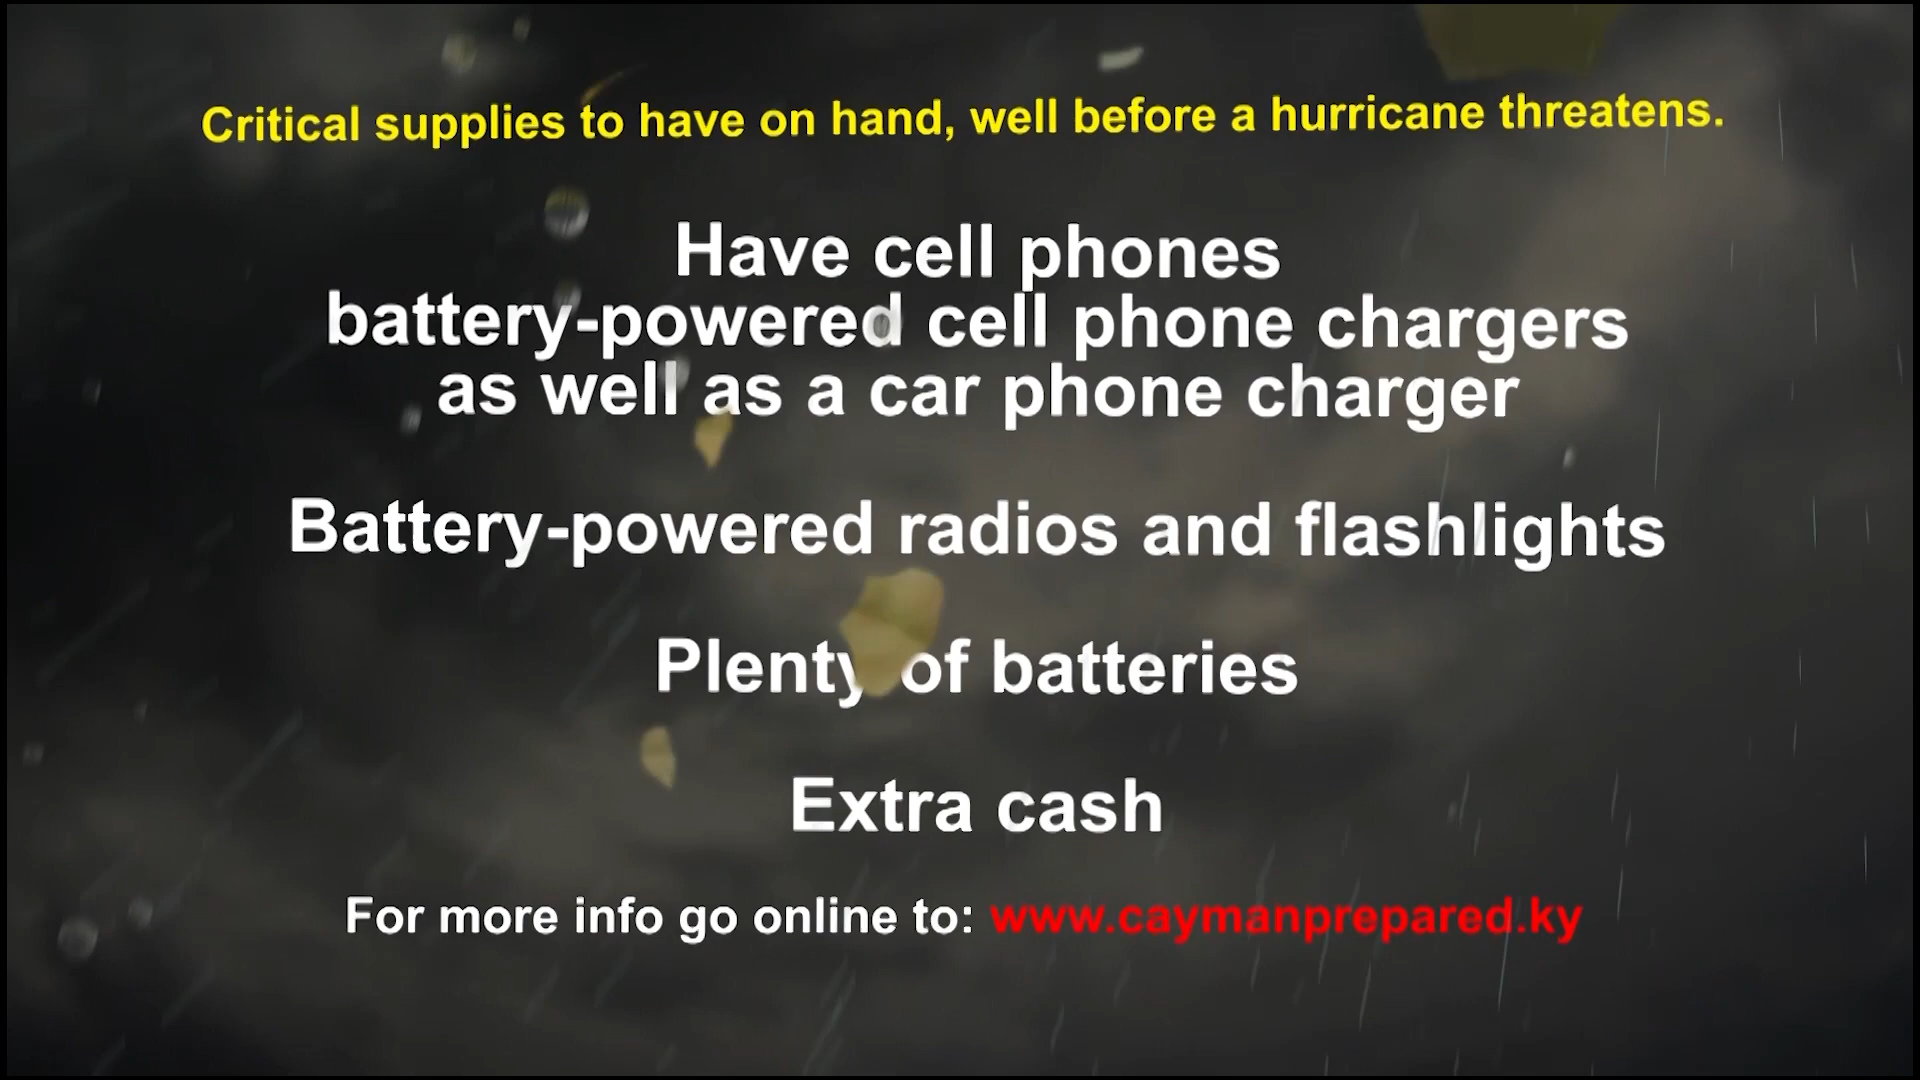 Critical supplies to have on hand, well before a hurricane threatens.
Have cell phones
battery-powered cell phone chargers
as well as a car phone charger
Battery-powered radios and flashlights
Plenty of batteries
Extra cash
For more info go online to: www.caymanprepared.ky